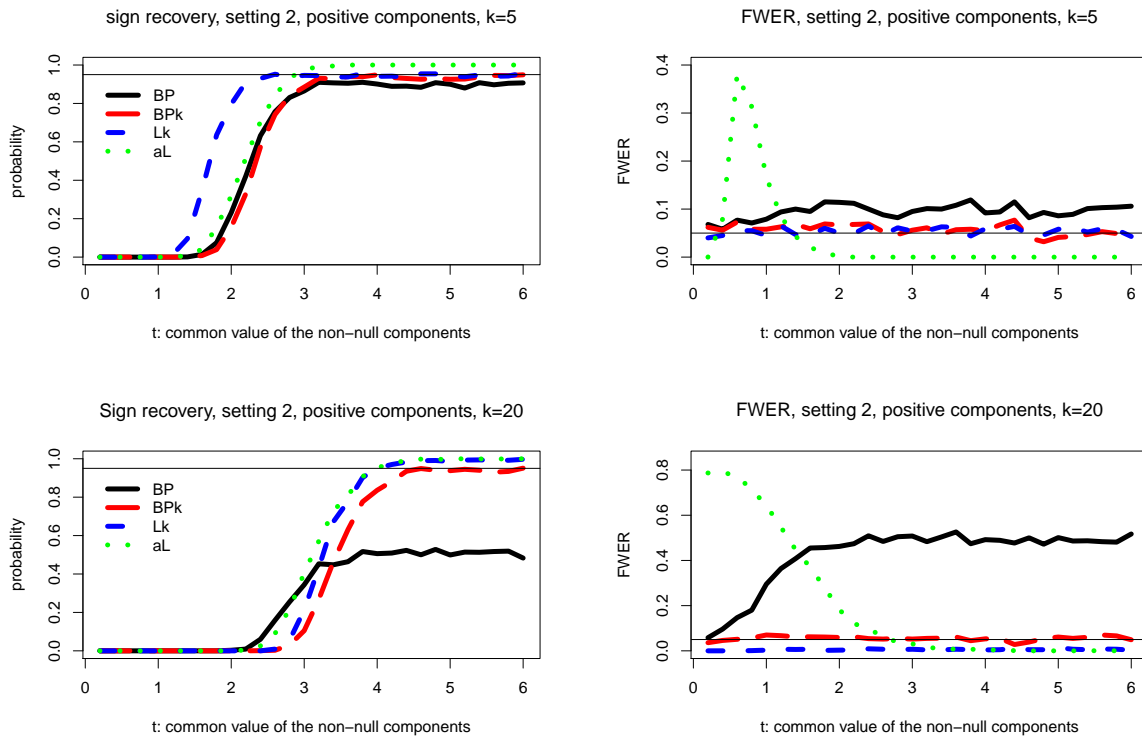 sign recovery, setting 2, positive components, k=5
probability
0.0 0.2 0.4 0.6 0.8 1.0
BP
BPk
Lk
aL
0 1 2 3 4 5 6
t: common value of the non−null components
FWER, setting 2, positive components, k=5
FWER
0.0 0.1 0.2 0.3 0.4
0 1 2 3 4 5 6
t: common value of the non−null components
Sign recovery, setting 2, positive components, k=20
probability
0.0 0.2 0.4 0.6 0.8 1.0
BP
BPk
Lk
aL
0 1 2 3 4 5 6
t: common value of the non−null components
FWER, setting 2, positive components, k=20
FWER
0.0 0.2 0.4 0.6 0.8
0 1 2 3 4 5 6
t: common value of the non−null components